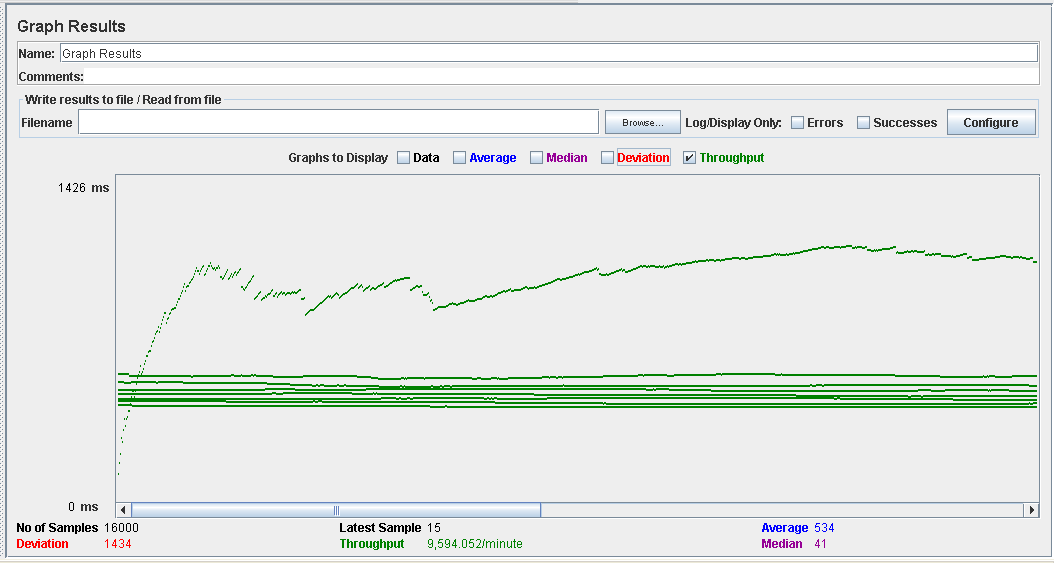 Graph Results
Name: Graph Results
Comments:
Write results to file / Read from file
Filename Browse... Log/Display Only: Errors Successes Configure
Graphs to Display Data Average Median Deviation Throughput
1426 ms
0 ms
No of Samples 16000 Latest Sample 15 Average 534
Deviation 1434 Throughput 9,594.052/minute Median 41